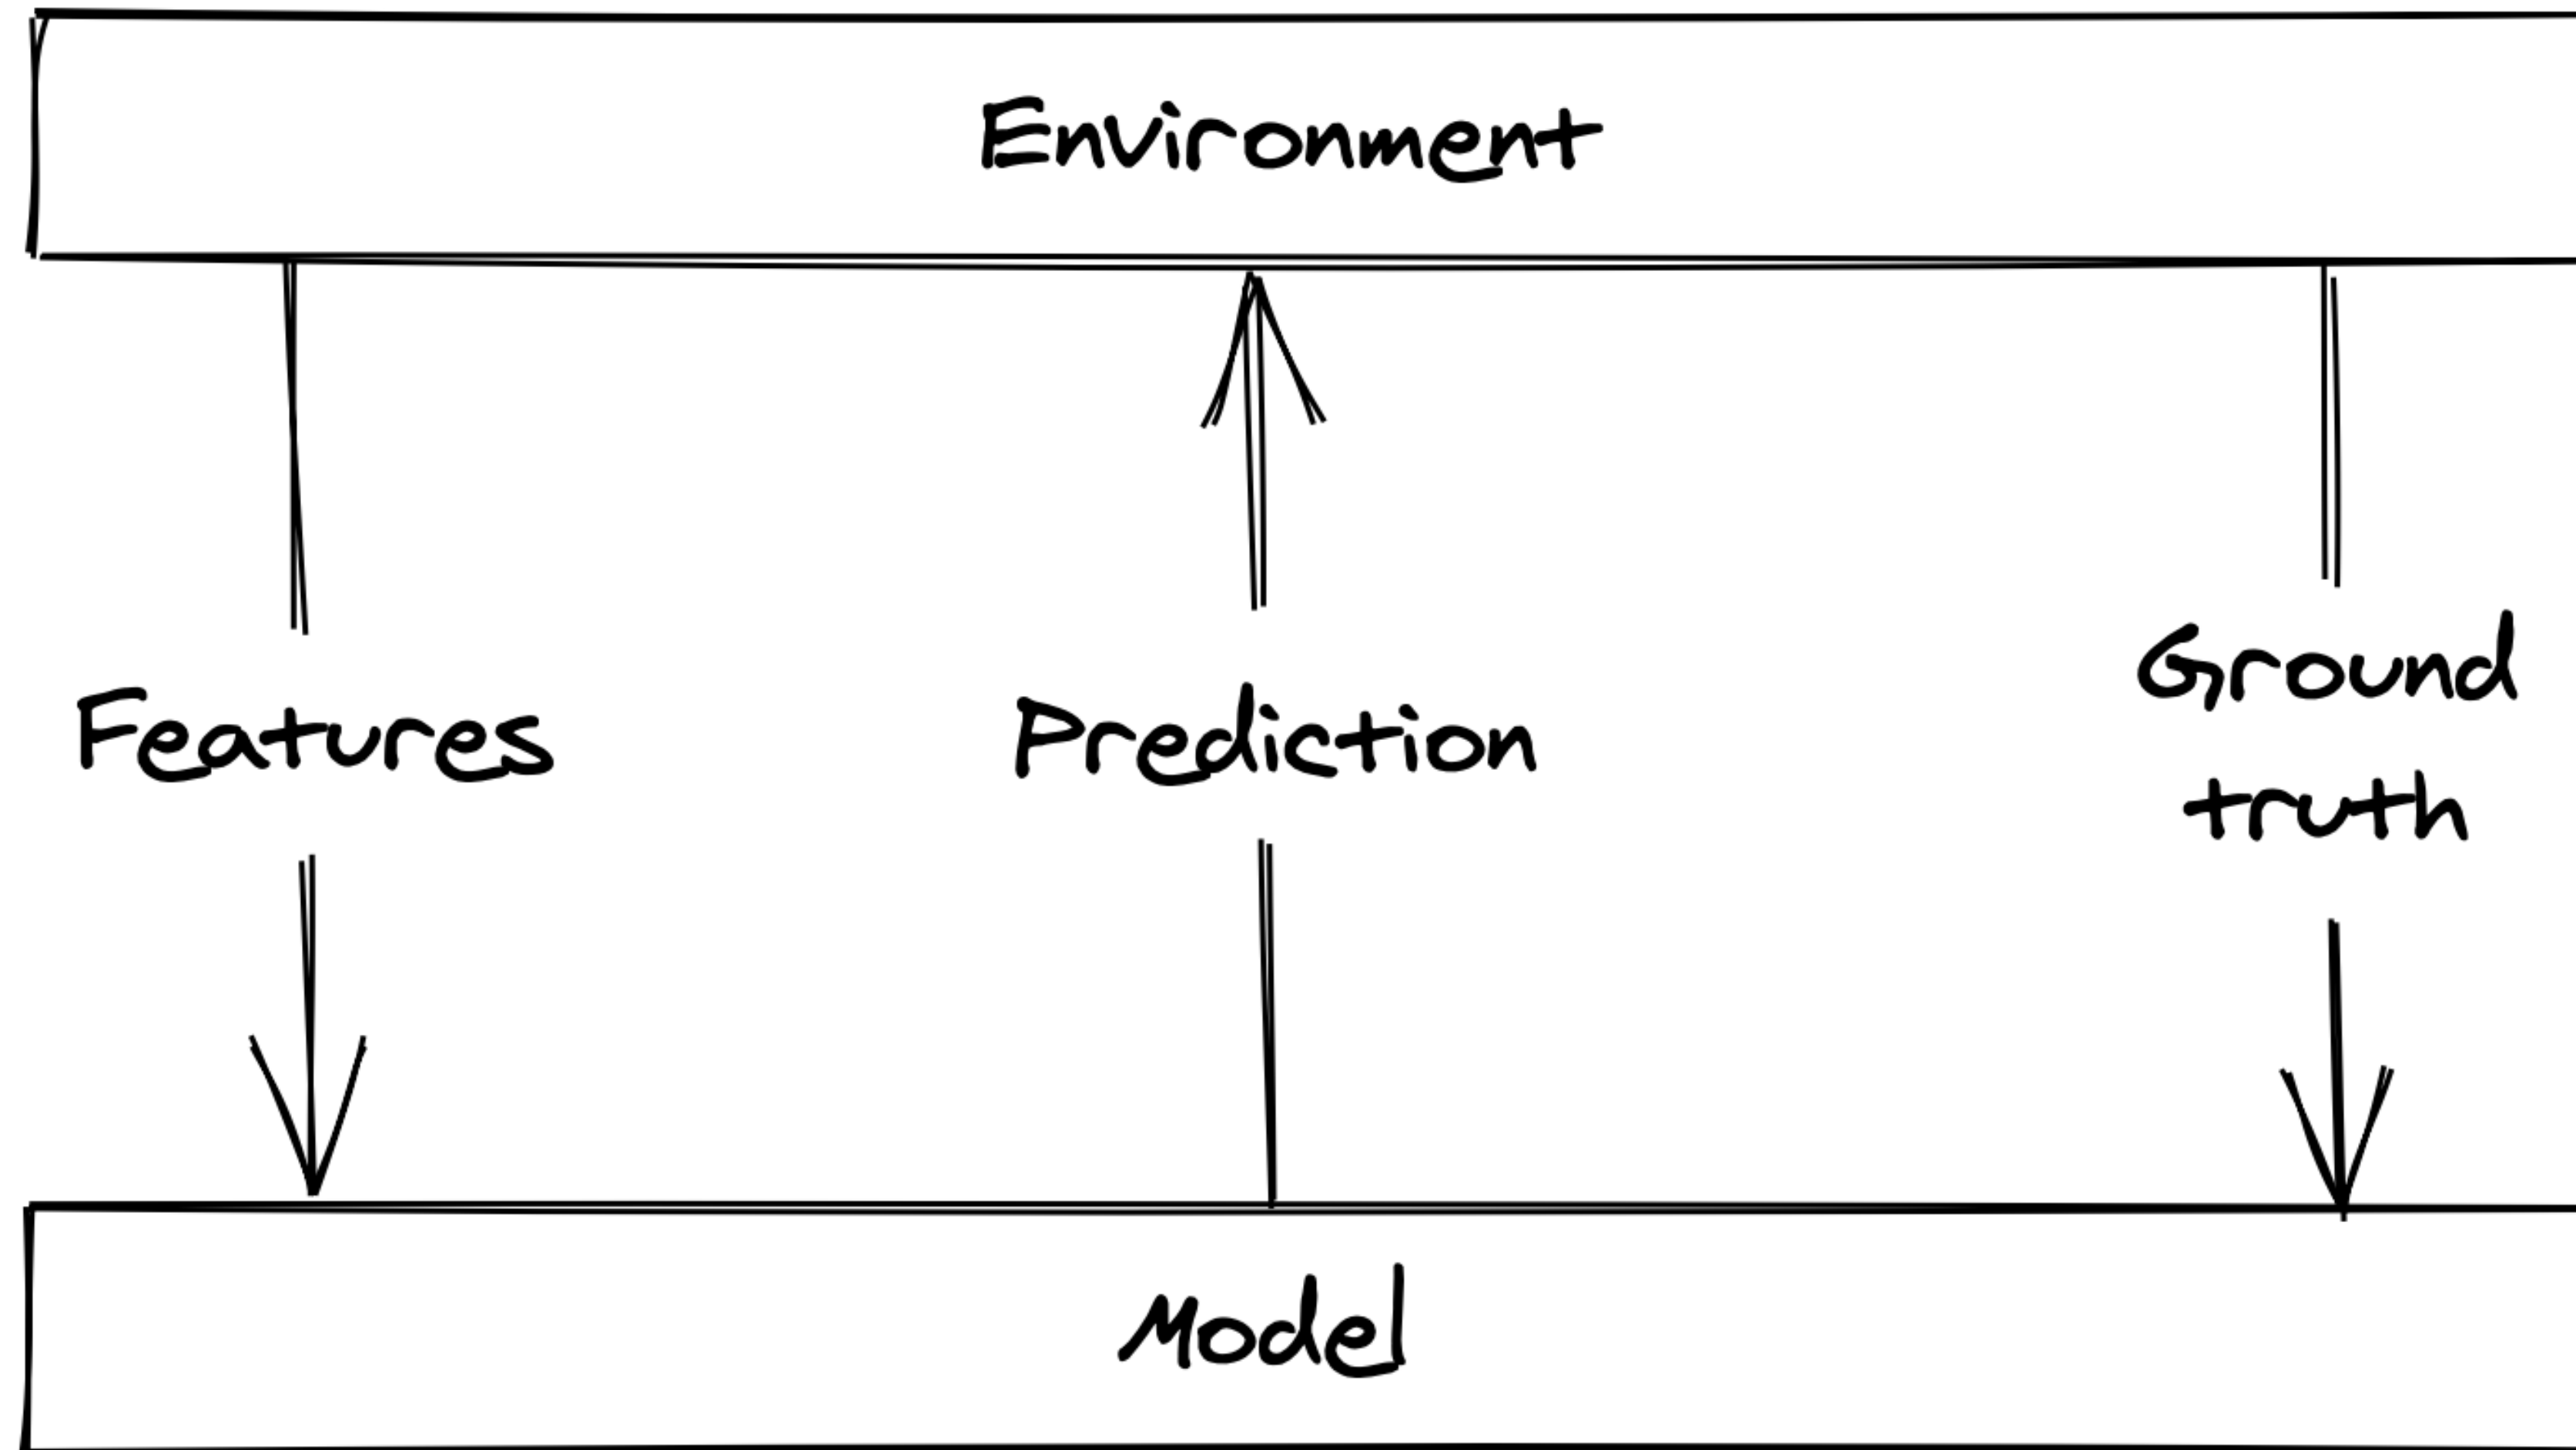 Environment
Features
Prediction
Ground
truth
Model